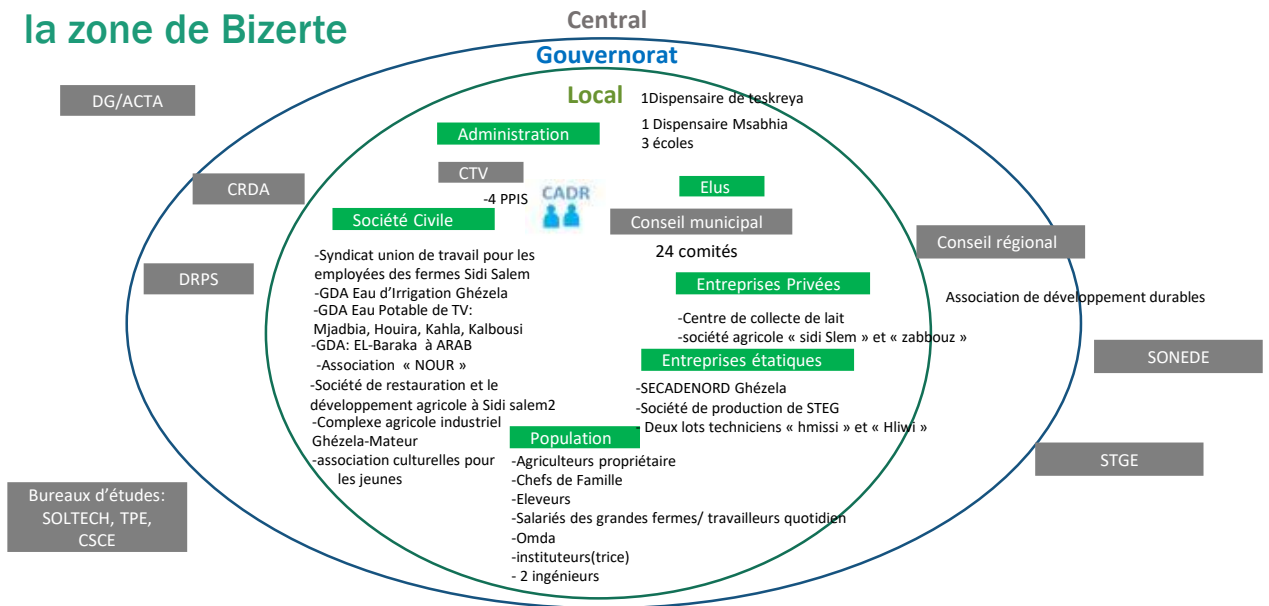 la zone de Bizerte
Central
Gouvernorat
Local
DG/ACTA
1Dispensaire de teskreya
1 Dispensaire Msabhia
3 écoles
Administration
CTV
-4 PPIS
CADR
CRDA
Elus
Conseil municipal
24 comités
Société Civile
-Syndicat union de travail pour les
employées des fermes Sidi Salem
-GDA Eau d’Irrigation Ghézela
-GDA Eau Potable de TV:
Mjadbia, Houira, Kahla, Kalbousi
-GDA: EL-Baraka à ARAB
-Association « NOUR »
-Société de restauration et le
développement agricole à Sidi salem2
-Complexe agricole industriel
Ghézela-Mateur
-association culturelles pour
les jeunes
DRPS
Conseil régional
Association de développement durables
Entreprises Privées
-Centre de collecte de lait
-société agricole « sidi Slem » et « zabbouz »
Entreprises étatiques
-SECADENORD Ghézela
-Société de production de STEG
- Deux lots techniciens « hmissi » et « Hliwi »
SONEDE
STGE
Population
-Agriculteurs propriétaire
-Chefs de Famille
-Eleveurs
-Salariés des grandes fermes/ travailleurs quotidien
-Omda
-instituteurs(trice)
- 2 ingénieurs
Bureaux d’études:
SOLTECH, TPE,
CSCE